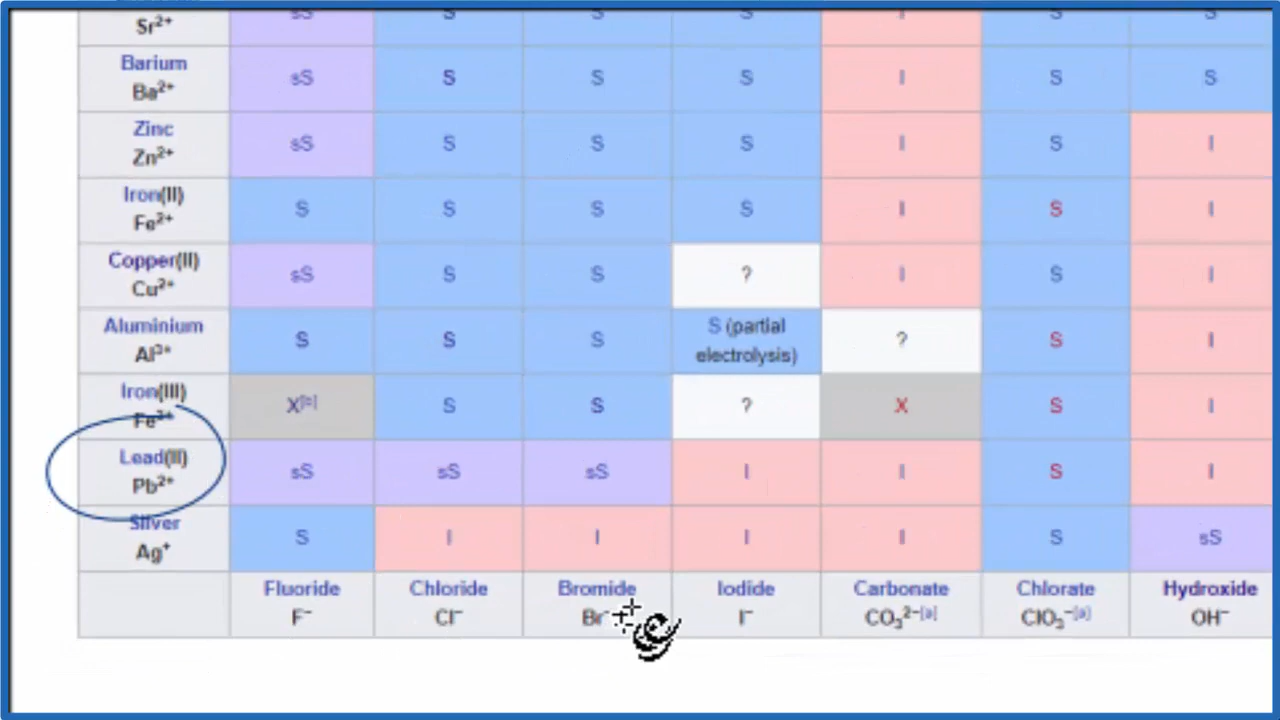 Sr²⁺ sS S S S I S S
Barium
Ba²⁺ sS S S S I S S
Zinc
Zn²⁺ sS S S S I S I
Iron(II)
Fe²⁺ S S S S I S I
Copper(II)
Cu²⁺ sS S S ? I S I
Aluminium
Al³⁺ S S S S (partial electrolysis) ? S I
Iron(III)
Fe³⁺ X[b] S S ? X S I
Lead(II)
Pb²⁺ sS sS sS I I S I
Silver
Ag⁺ S I I I I S sS
Fluoride Chloride Bromide Iodide Carbonate Chlorate Hydroxide
F⁻ Cl⁻ Br⁻ I⁻ CO₃²⁻[a] ClO₃⁻[a] OH⁻